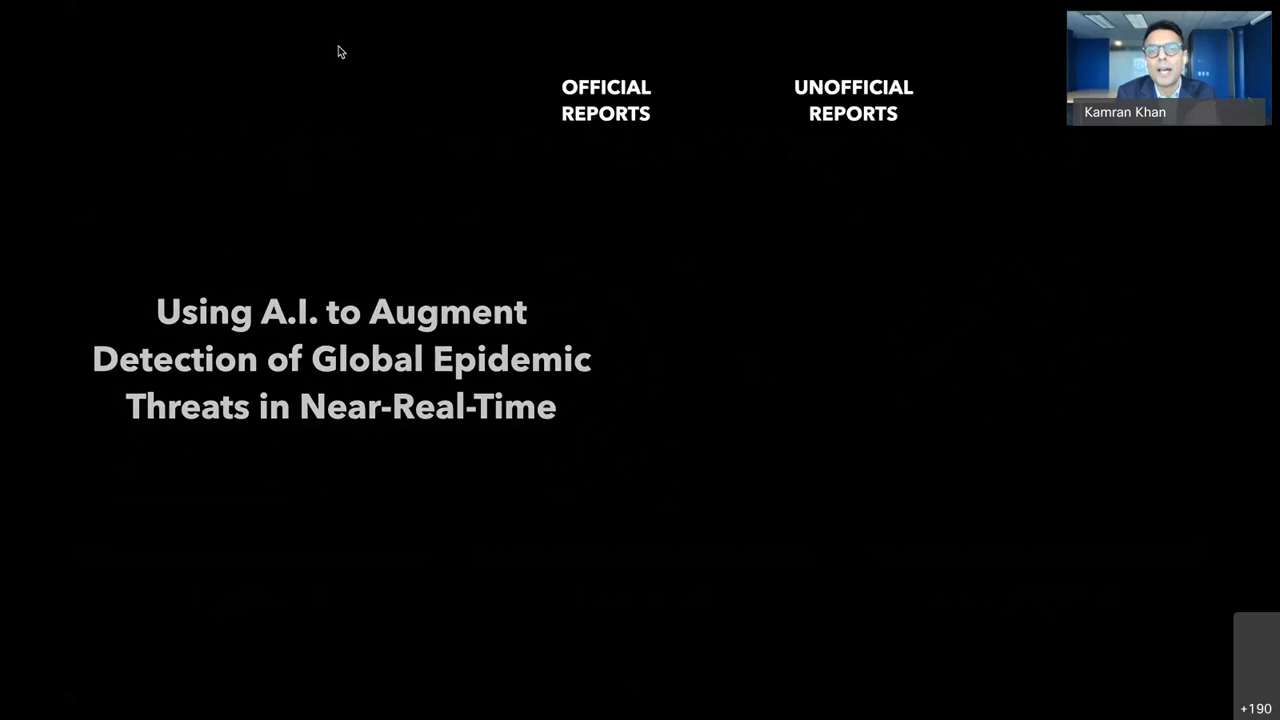 OFFICIAL
REPORTS
UNOFFICIAL
REPORTS
Kamran Khan
Using A.I. to Augment
Detection of Global Epidemic
Threats in Near-Real-Time
+190